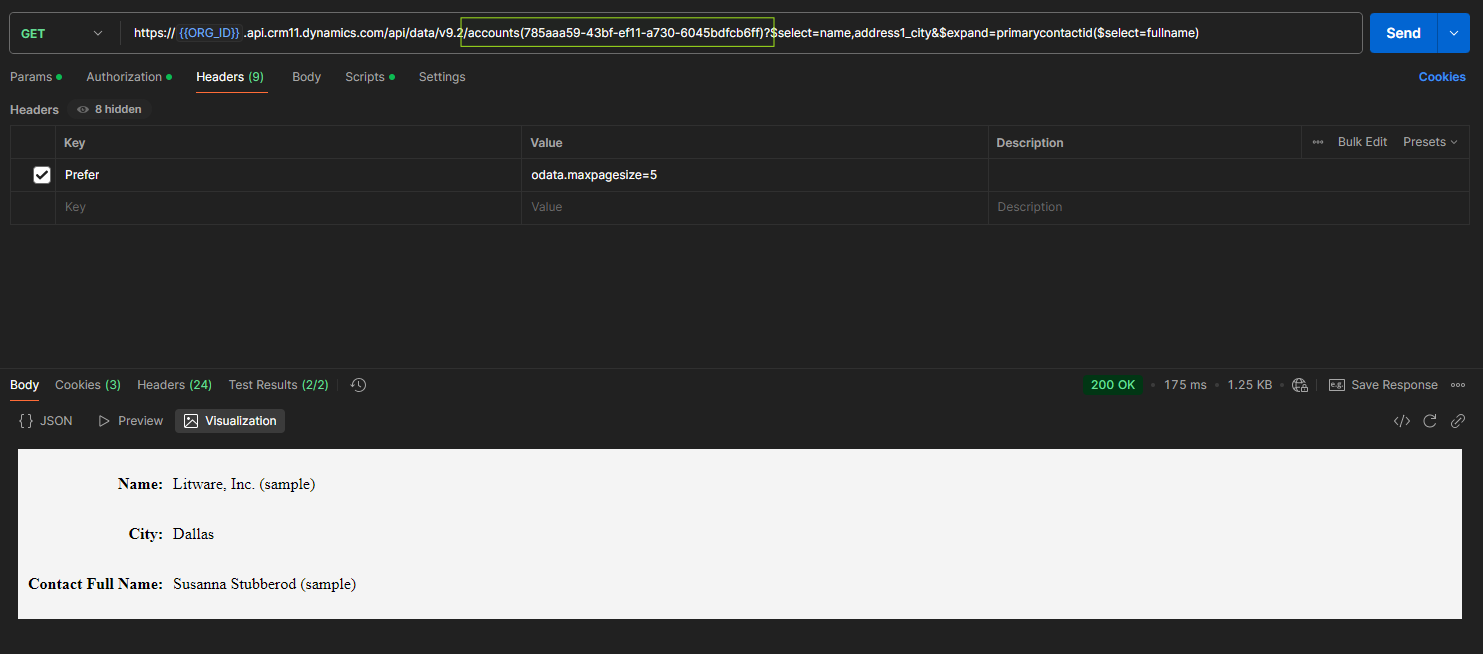 GET https:// {{ORG_ID}} .api.crm11.dynamics.com/api/data/v9.2/accounts(785aaa59-43bf-ef11-a730-6045bdfcb6ff)?$select=name,address1_city&$expand=primarycontactid($select=fullname) Send
Params Authorization Headers (9) Body Scripts Settings Cookies
Headers 8 hidden
Key Value Description Bulk Edit Presets
Prefer odata.maxpagesize=5
Key Value Description
Body Cookies (3) Headers (24) Test Results (2/2) 200 OK 175 ms 1.25 KB e.g. Save Response
{} JSON Preview Visualization </>
Name: Litware, Inc. (sample)
City: Dallas
Contact Full Name: Susanna Stubberod (sample)